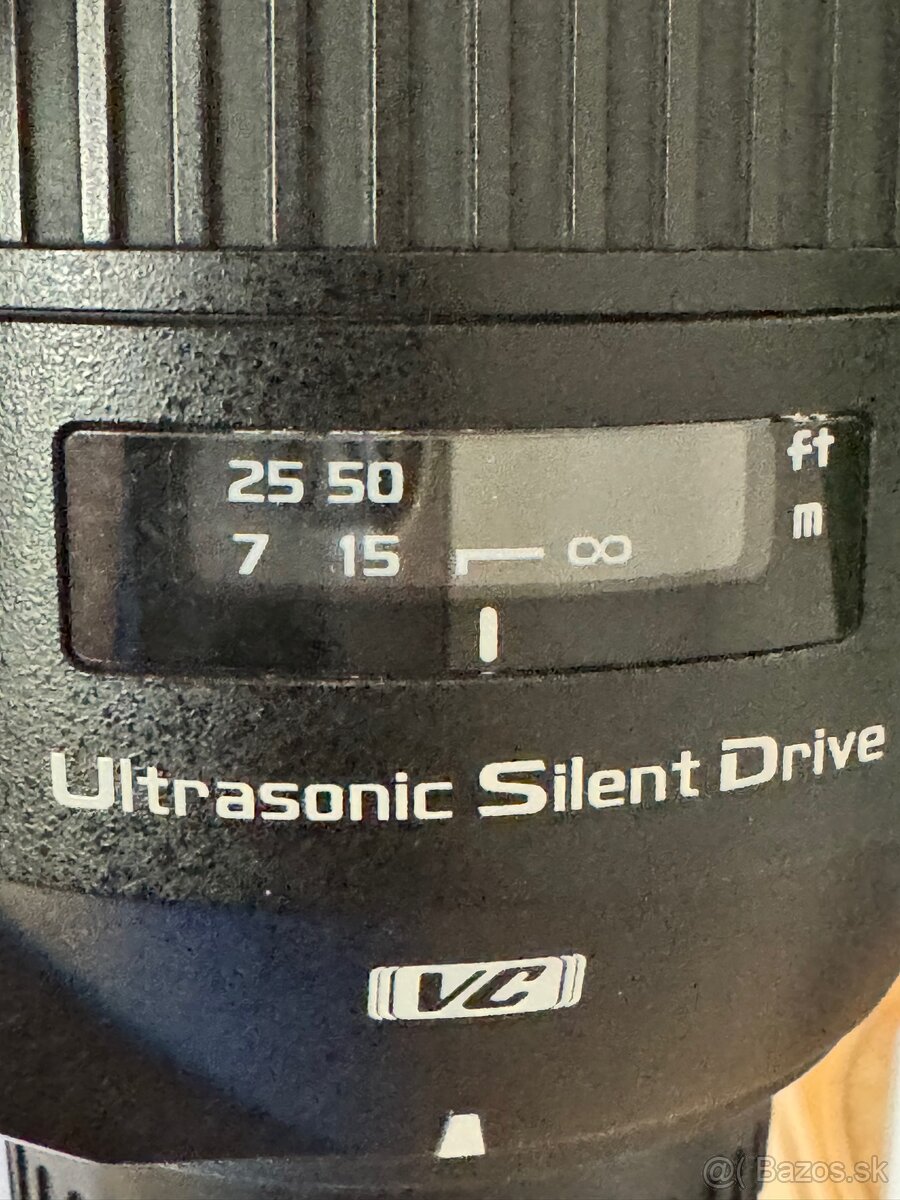 25 50 ft
7 15 ∞ m
Ultrasonic Silent Drive
VC
@( Bazos.sk